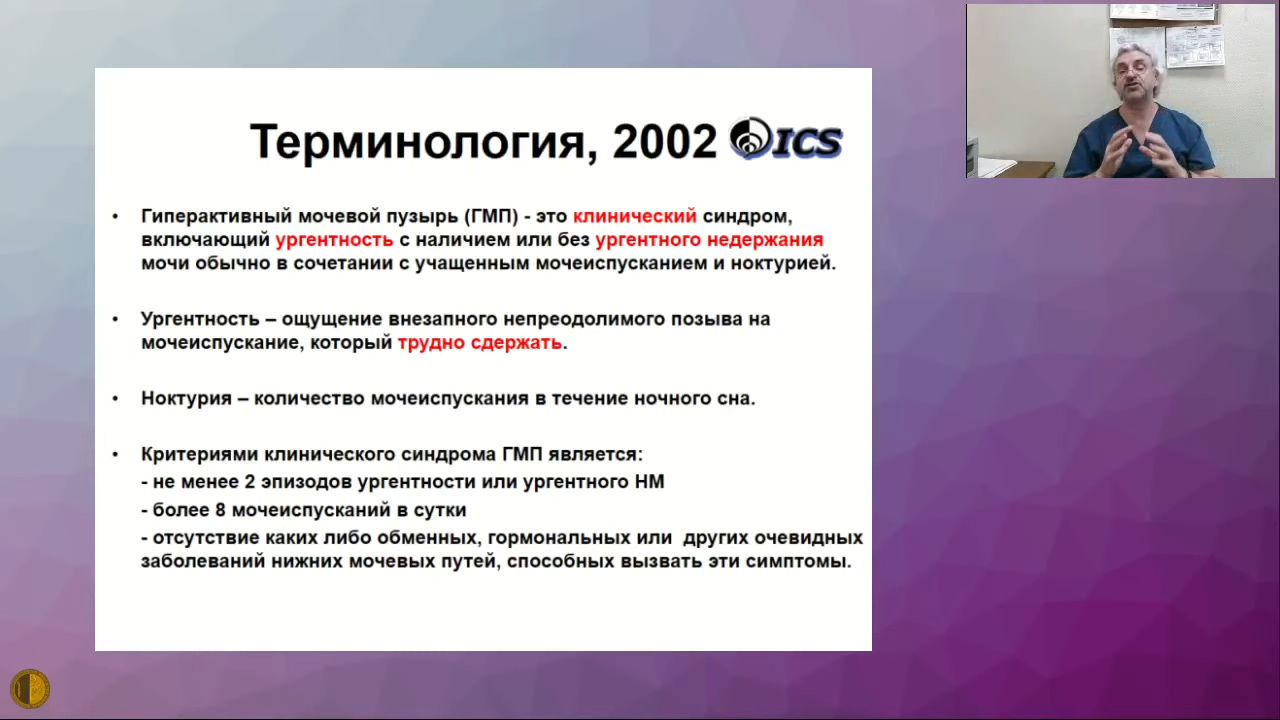 Терминология, 2002 ICS
• Гиперактивный мочевой пузырь (ГМП) - это клинический синдром,
включающий ургентность с наличием или без ургентного недержания
мочи обычно в сочетании с учащенным мочеиспусканием и ноктурией.
• Ургентность – ощущение внезапного непреодолимого позыва на
мочеиспускание, который трудно сдержать.
• Ноктурия – количество мочеиспускания в течение ночного сна.
• Критериями клинического синдрома ГМП является:
- не менее 2 эпизодов ургентности или ургентного НМ
- более 8 мочеиспусканий в сутки
- отсутствие каких либо обменных, гормональных или других очевидных
заболеваний нижних мочевых путей, способных вызвать эти симптомы.